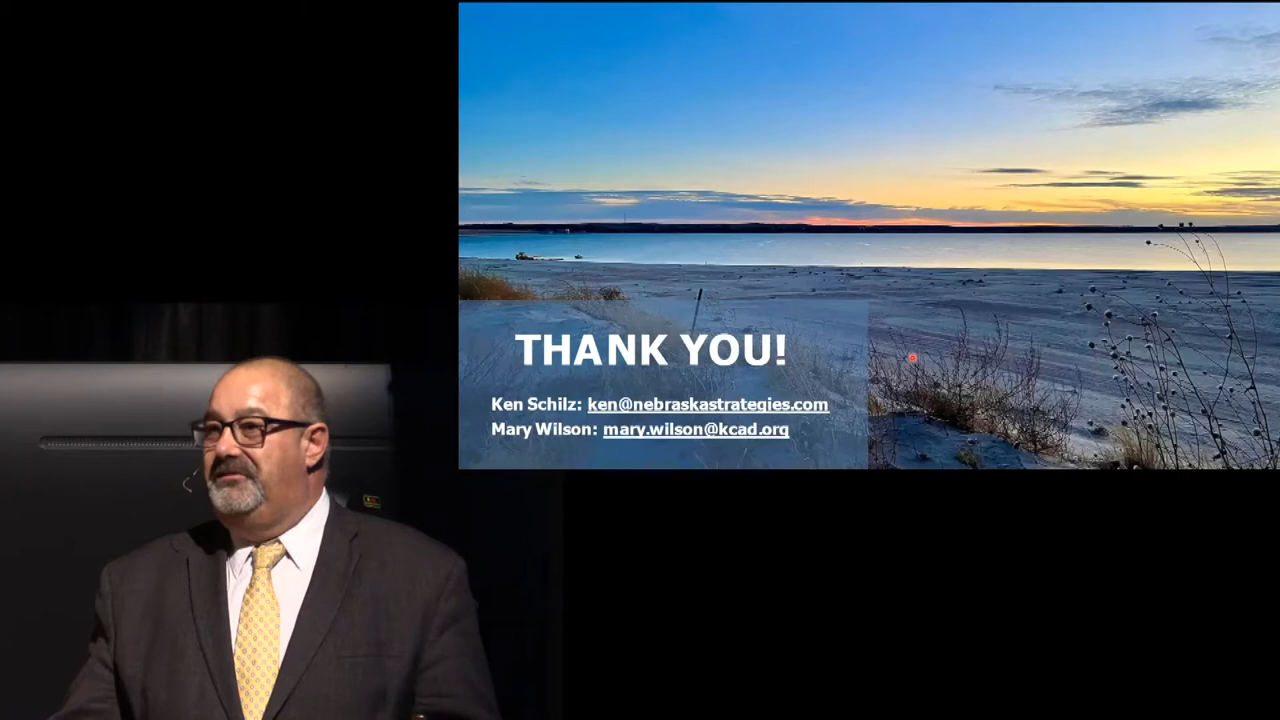 THANK YOU!
Ken Schilz: ken@nebraskastrategies.com
Mary Wilson: mary.wilson@kcad.org